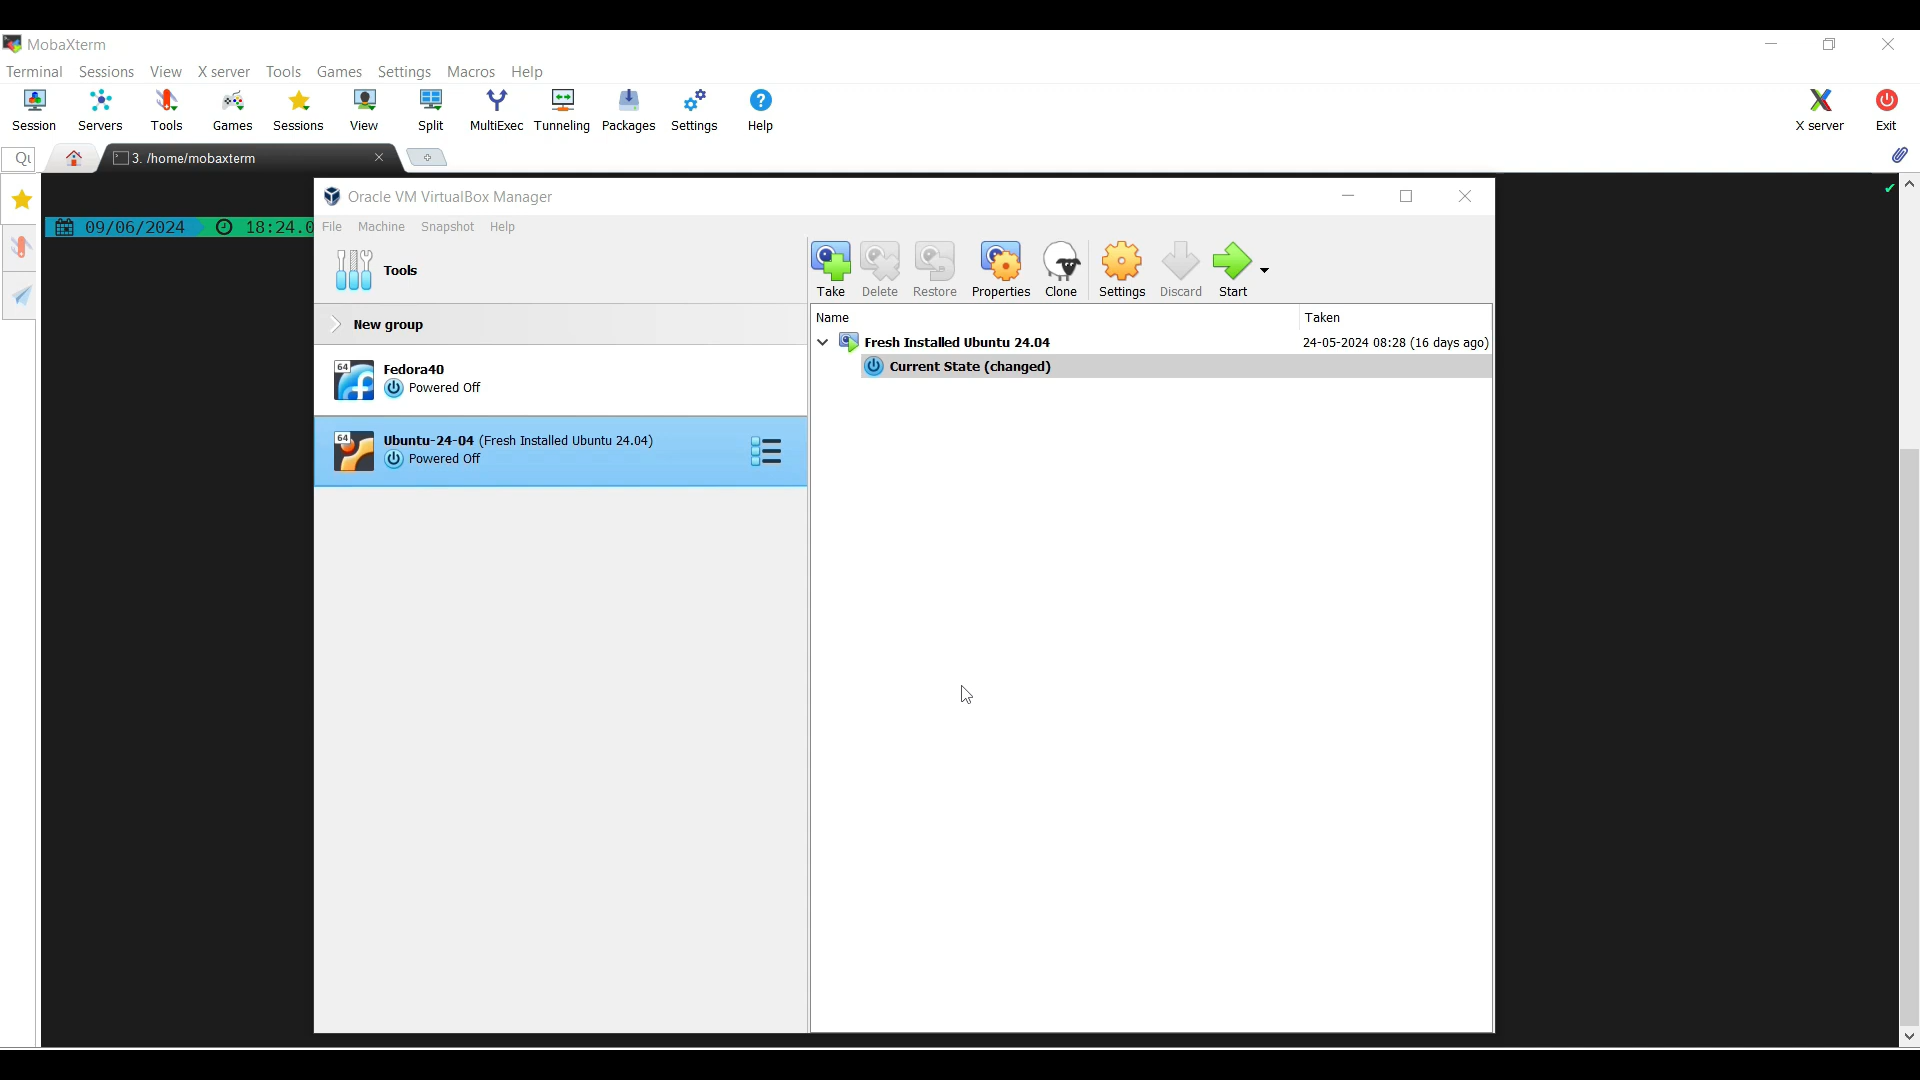 MobaXterm
Terminal Sessions View X server Tools Games Settings Macros Help
Session Servers Tools Games Sessions View Split MultiExec Tunneling Packages Settings Help X server Exit
3. /home/mobaxterm
Oracle VM VirtualBox Manager
09/06/2024 18:24.0
File Machine Snapshot Help
Tools
Take Delete Restore Properties Clone Settings Discard Start
New group
Name Taken
Fresh Installed Ubuntu 24.04 24-05-2024 08:28 (16 days ago)
Current State (changed)
64 Fedora40
Powered Off
64 Ubuntu-24-04 (Fresh Installed Ubuntu 24.04)
Powered Off